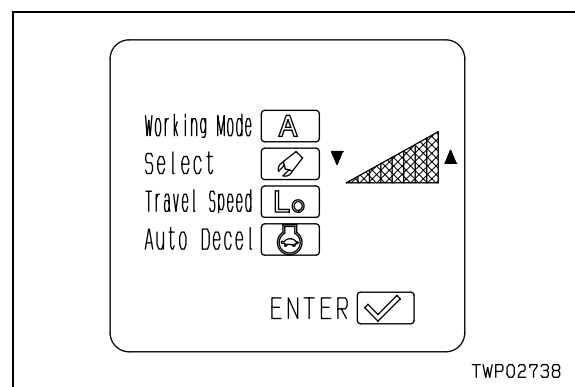 Working Mode A
Select
Travel Speed Lo
Auto Decel
ENTER
TWP02738